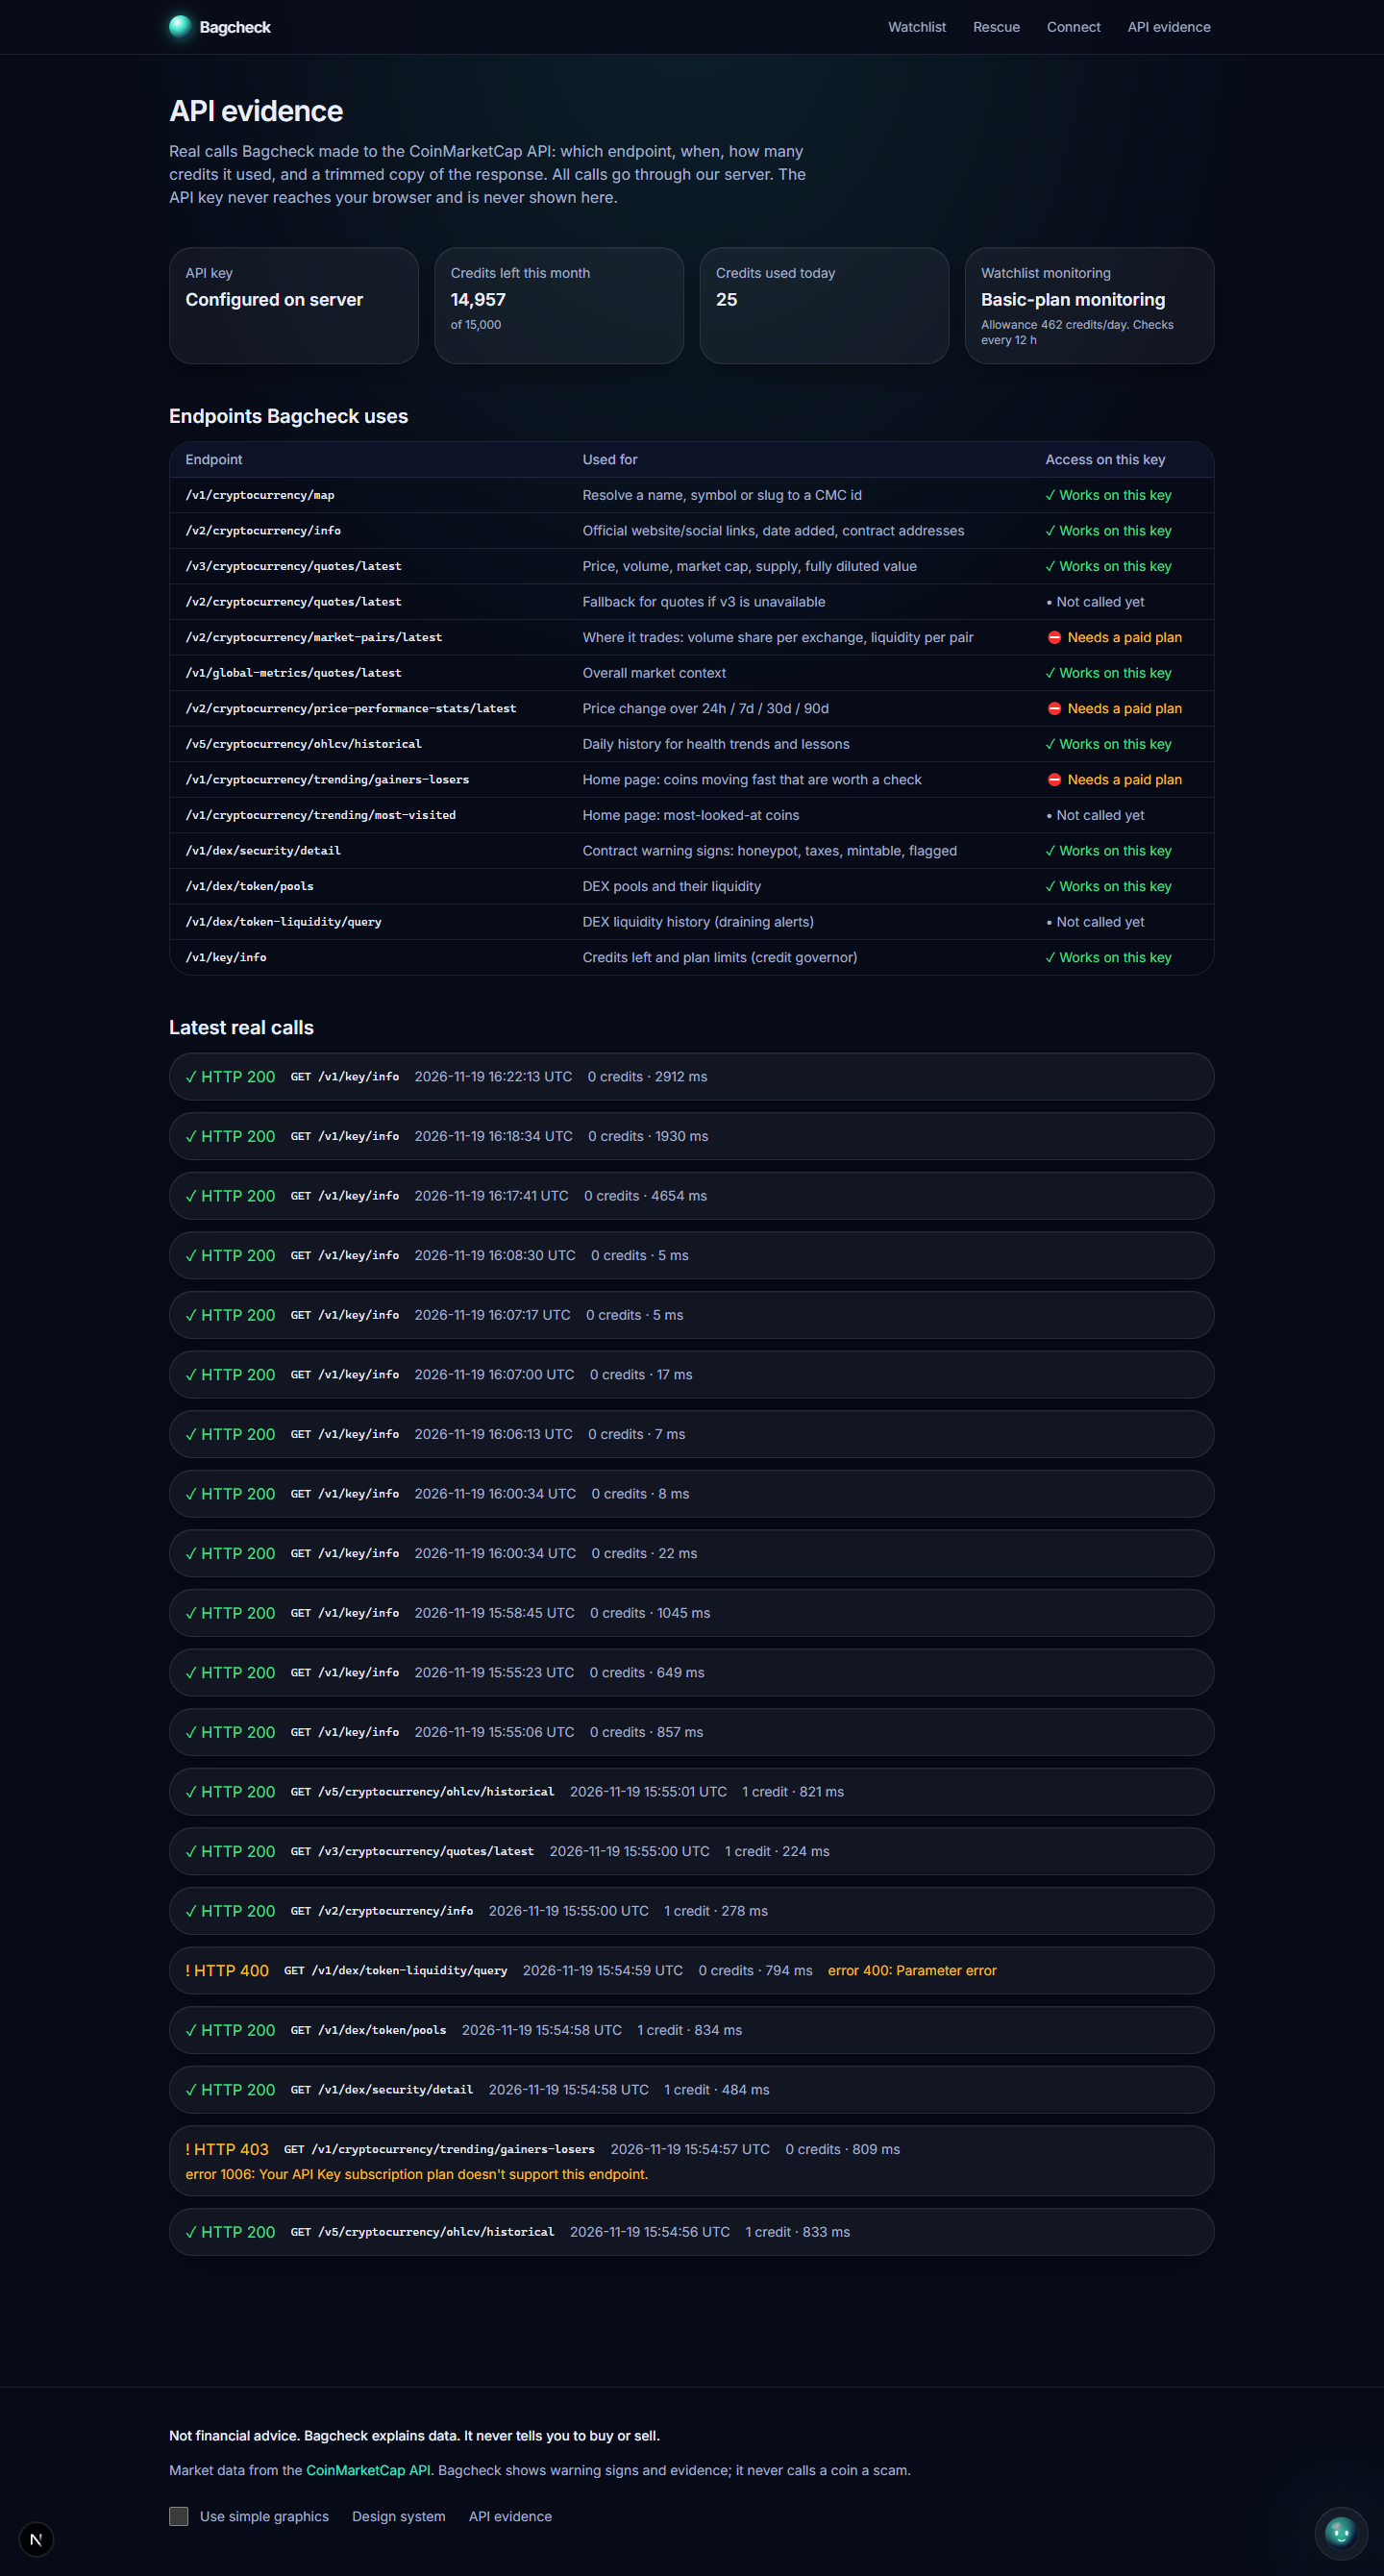 Bagcheck
Watchlist Rescue Connect API evidence
API evidence
Real calls Bagcheck made to the CoinMarketCap API: which endpoint, when, how many
credits it used, and a trimmed copy of the response. All calls go through our server. The
API key never reaches your browser and is never shown here.
API key
Configured on server
Credits left this month
14,957
of 15,000
Credits used today
25
Watchlist monitoring
Basic-plan monitoring
Allowance 462 credits/day. Checks
every 12 h
Endpoints Bagcheck uses
Endpoint Used for Access on this key
/v1/cryptocurrency/map Resolve a name, symbol or slug to a CMC id ✓ Works on this key
/v2/cryptocurrency/info Official website/social links, date added, contract addresses ✓ Works on this key
/v3/cryptocurrency/quotes/latest Price, volume, market cap, supply, fully diluted value ✓ Works on this key
/v2/cryptocurrency/quotes/latest Fallback for quotes if v3 is unavailable • Not called yet
/v2/cryptocurrency/market-pairs/latest Where it trades: volume share per exchange, liquidity per pair ⛔ Needs a paid plan
/v1/global-metrics/quotes/latest Overall market context ✓ Works on this key
/v2/cryptocurrency/price-performance-stats/latest Price change over 24h / 7d / 30d / 90d ⛔ Needs a paid plan
/v5/cryptocurrency/ohlcv/historical Daily history for health trends and lessons ✓ Works on this key
/v1/cryptocurrency/trending/gainers-losers Home page: coins moving fast that are worth a check ⛔ Needs a paid plan
/v1/cryptocurrency/trending/most-visited Home page: most-looked-at coins • Not called yet
/v1/dex/security/detail Contract warning signs: honeypot, taxes, mintable, flagged ✓ Works on this key
/v1/dex/token/pools DEX pools and their liquidity ✓ Works on this key
/v1/dex/token-liquidity/query DEX liquidity history (draining alerts) • Not called yet
/v1/key/info Credits left and plan limits (credit governor) ✓ Works on this key
Latest real calls
✓ HTTP 200 GET /v1/key/info 2026-11-19 16:22:13 UTC 0 credits · 2912 ms
✓ HTTP 200 GET /v1/key/info 2026-11-19 16:18:34 UTC 0 credits · 1930 ms
✓ HTTP 200 GET /v1/key/info 2026-11-19 16:17:41 UTC 0 credits · 4654 ms
✓ HTTP 200 GET /v1/key/info 2026-11-19 16:08:30 UTC 0 credits · 5 ms
✓ HTTP 200 GET /v1/key/info 2026-11-19 16:07:17 UTC 0 credits · 5 ms
✓ HTTP 200 GET /v1/key/info 2026-11-19 16:07:00 UTC 0 credits · 17 ms
✓ HTTP 200 GET /v1/key/info 2026-11-19 16:06:13 UTC 0 credits · 7 ms
✓ HTTP 200 GET /v1/key/info 2026-11-19 16:00:34 UTC 0 credits · 8 ms
✓ HTTP 200 GET /v1/key/info 2026-11-19 16:00:34 UTC 0 credits · 22 ms
✓ HTTP 200 GET /v1/key/info 2026-11-19 15:58:45 UTC 0 credits · 1045 ms
✓ HTTP 200 GET /v1/key/info 2026-11-19 15:55:23 UTC 0 credits · 649 ms
✓ HTTP 200 GET /v1/key/info 2026-11-19 15:55:06 UTC 0 credits · 857 ms
✓ HTTP 200 GET /v5/cryptocurrency/ohlcv/historical 2026-11-19 15:55:01 UTC 1 credit · 821 ms
✓ HTTP 200 GET /v3/cryptocurrency/quotes/latest 2026-11-19 15:55:00 UTC 1 credit · 224 ms
✓ HTTP 200 GET /v2/cryptocurrency/info 2026-11-19 15:55:00 UTC 1 credit · 278 ms
! HTTP 400 GET /v1/dex/token-liquidity/query 2026-11-19 15:54:59 UTC 0 credits · 794 ms error 400: Parameter error
✓ HTTP 200 GET /v1/dex/token/pools 2026-11-19 15:54:58 UTC 1 credit · 834 ms
✓ HTTP 200 GET /v1/dex/security/detail 2026-11-19 15:54:58 UTC 1 credit · 484 ms
! HTTP 403 GET /v1/cryptocurrency/trending/gainers-losers 2026-11-19 15:54:57 UTC 0 credits · 809 ms
error 1006: Your API Key subscription plan doesn't support this endpoint.
✓ HTTP 200 GET /v5/cryptocurrency/ohlcv/historical 2026-11-19 15:54:56 UTC 1 credit · 833 ms
Not financial advice. Bagcheck explains data. It never tells you to buy or sell.
Market data from the CoinMarketCap API. Bagcheck shows warning signs and evidence; it never calls a coin a scam.
Use simple graphics Design system API evidence
N